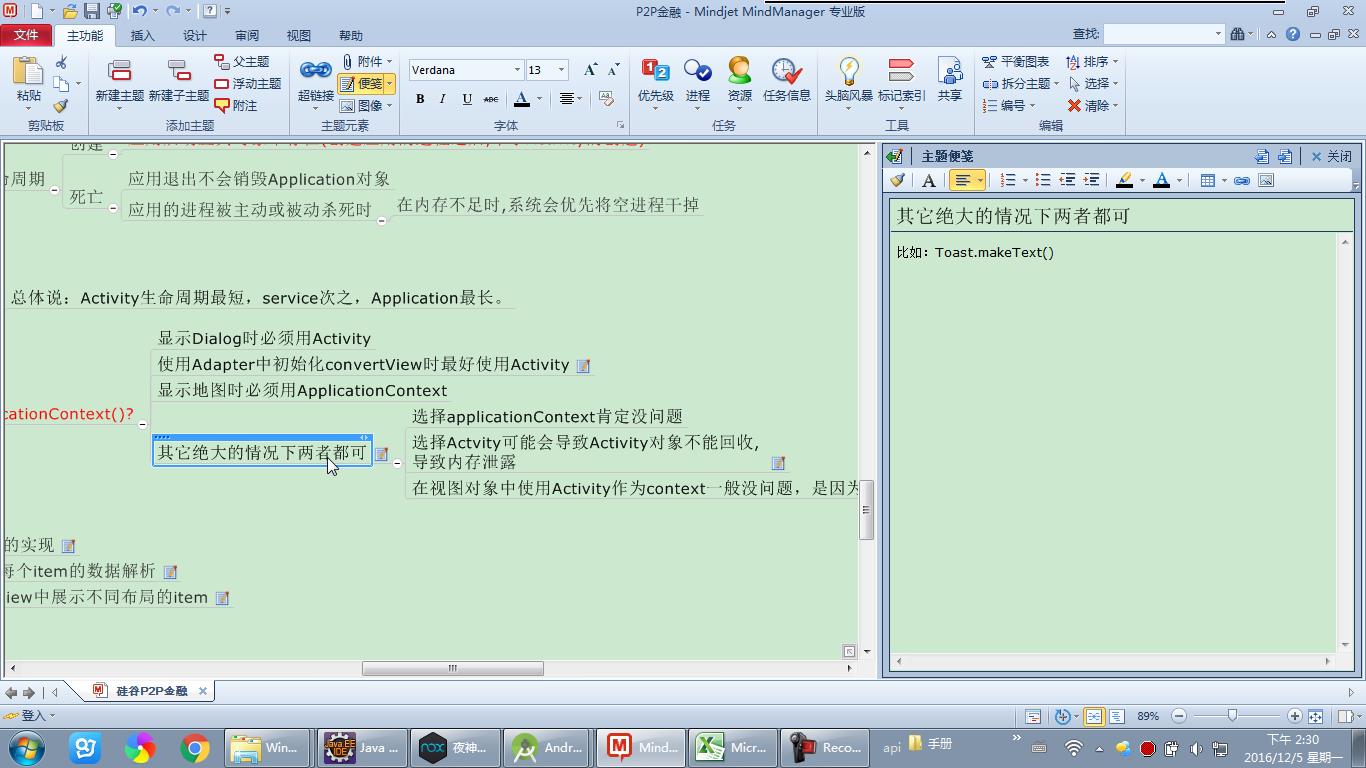 P2P金融 - Mindjet MindManager 专业版
文件 主功能 插入 设计 审阅 视图 帮助 查找:
粘贴 新建主题 新建子主题 父主题 浮动主题 附注 超链接 附件 便笺 图像 Verdana 13 优先级 进程 资源 任务信息 头脑风暴 标记索引 共享 平衡图表 拆分主题 编号 排序 选择 清除
B I U ABC A
剪贴板 添加主题 主题元素 字体 任务 工具 编辑
创建
命周期
死亡
应用退出不会销毁Application对象
应用的进程被主动或被动杀死时
在内存不足时,系统会优先将空进程干掉
总体说：Activity生命周期最短，service次之，Application最长。
显示Dialog时必须用Activity
使用Adapter中初始化convertView时最好使用Activity
显示地图时必须用ApplicationContext
cationContext()?
其它绝大的情况下两者都可
选择applicationContext肯定没问题
选择Actvity可能会导致Activity对象不能回收,
导致内存泄露
在视图对象中使用Activity作为context一般没问题，是因为
的实现
每个item的数据解析
iew中展示不同布局的item
主题便笺 关闭
其它绝大的情况下两者都可
比如：Toast.makeText()
硅谷P2P金融
登入 89%
Win... Java ... 夜神... Andr... Mind... Micr... Reco... api 手册
下午 2:30
2016/12/5 星期一